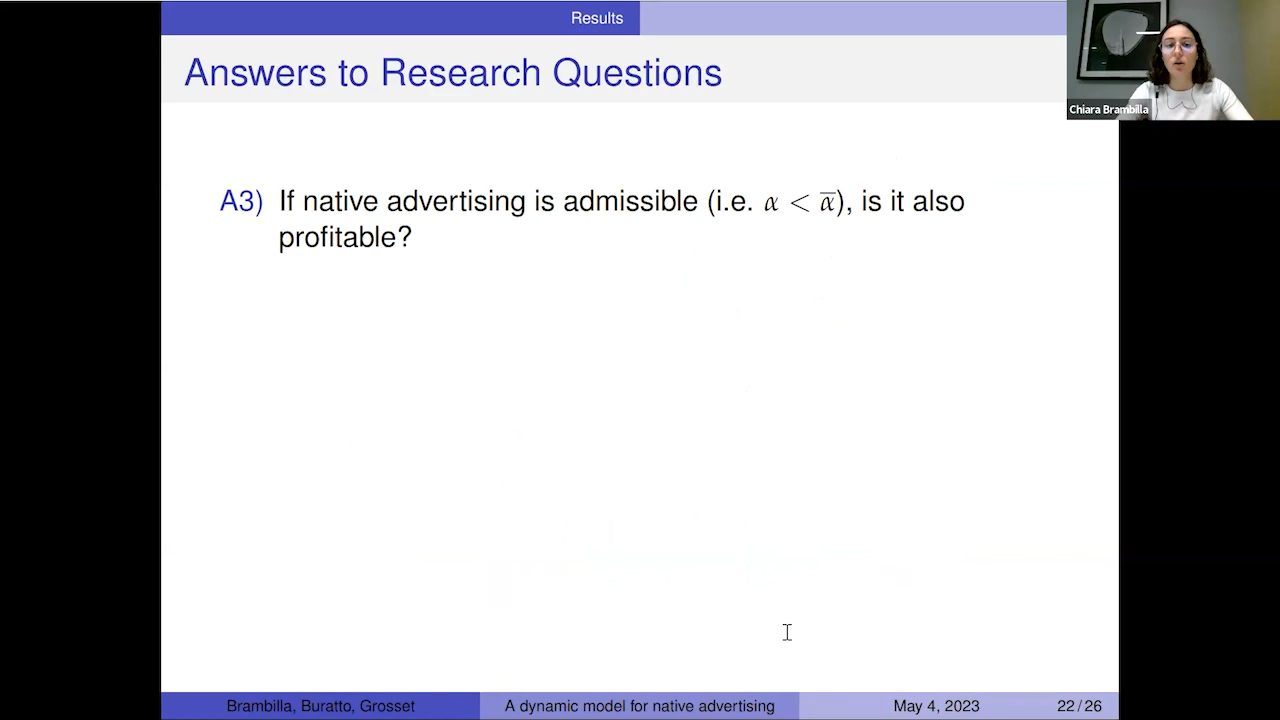 Results
Answers to Research Questions
Chiara Brambilla
A3) If native advertising is admissible (i.e. α < α̅), is it also
profitable?
Brambilla, Buratto, Grosset
A dynamic model for native advertising
May 4, 2023
22 / 26